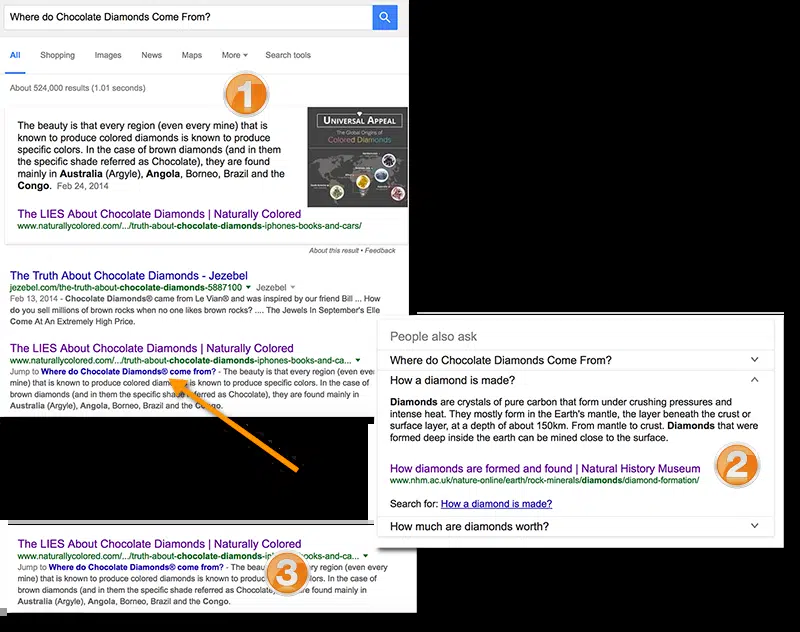 Where do Chocolate Diamonds Come From?
All Shopping Images News Maps More Search tools
About 524,000 results (1.01 seconds)
1
The beauty is that every region (even every mine) that is
known to produce colored diamonds is known to produce
specific colors. In the case of brown diamonds (and in them
the specific shade referred as Chocolate), they are found
mainly in Australia (Argyle), Angola, Borneo, Brazil and the
Congo. Feb 24, 2014
UNIVERSAL APPEAL
The Global Origins of
Colored Diamonds
The LIES About Chocolate Diamonds | Naturally Colored
www.naturallycolored.com/.../truth-about-chocolate-diamonds-iphones-books-and-cars/
About this result • Feedback
The Truth About Chocolate Diamonds - Jezebel
jezebel.com/the-truth-about-chocolate-diamonds-5887100 Jezebel
Feb 13, 2014 - Chocolate Diamonds® came from Le Vian® and was inspired by our friend Bill ... How
do you sell millions of brown rocks when no one likes brown rocks? .... The Jewels In September's Elle
Come At An Extremely High Price.
The LIES About Chocolate Diamonds | Naturally Colored
www.naturallycolored.com/.../truth-about-chocolate-diamonds-iphones-books-and-ca...
Jump to Where do Chocolate Diamonds® come from? - The beauty is that every region (even every
mine) that is known to produce colored diamonds is known to produce specific colors. In the case of
brown diamonds (and in them the specific shade referred as Chocolate), they are found mainly in
Australia (Argyle), Angola, Borneo, Brazil and the Congo.
People also ask
Where do Chocolate Diamonds Come From?
How a diamond is made?
Diamonds are crystals of pure carbon that form under crushing pressures and
intense heat. They mostly form in the Earth's mantle, the layer beneath the crust or
surface layer, at a depth of about 150km. From mantle to crust. Diamonds that were
formed deep inside the earth can be mined close to the surface.
2
How diamonds are formed and found | Natural History Museum
www.nhm.ac.uk/nature-online/earth/rock-minerals/diamonds/diamond-formation/
Search for: How a diamond is made?
How much are diamonds worth?
The LIES About Chocolate Diamonds | Naturally Colored
www.naturallycolored.com/.../truth-about-chocolate-diamonds-iphones-books-and-ca...
Jump to Where do Chocolate Diamonds® come from? - The beauty is that every region (even every
3
mine) that is known to produce colored diamonds is known to produce specific colors. In the case of
brown diamonds (and in them the specific shade referred as Chocolate), they are found mainly in
Australia (Argyle), Angola, Borneo, Brazil and the Congo.